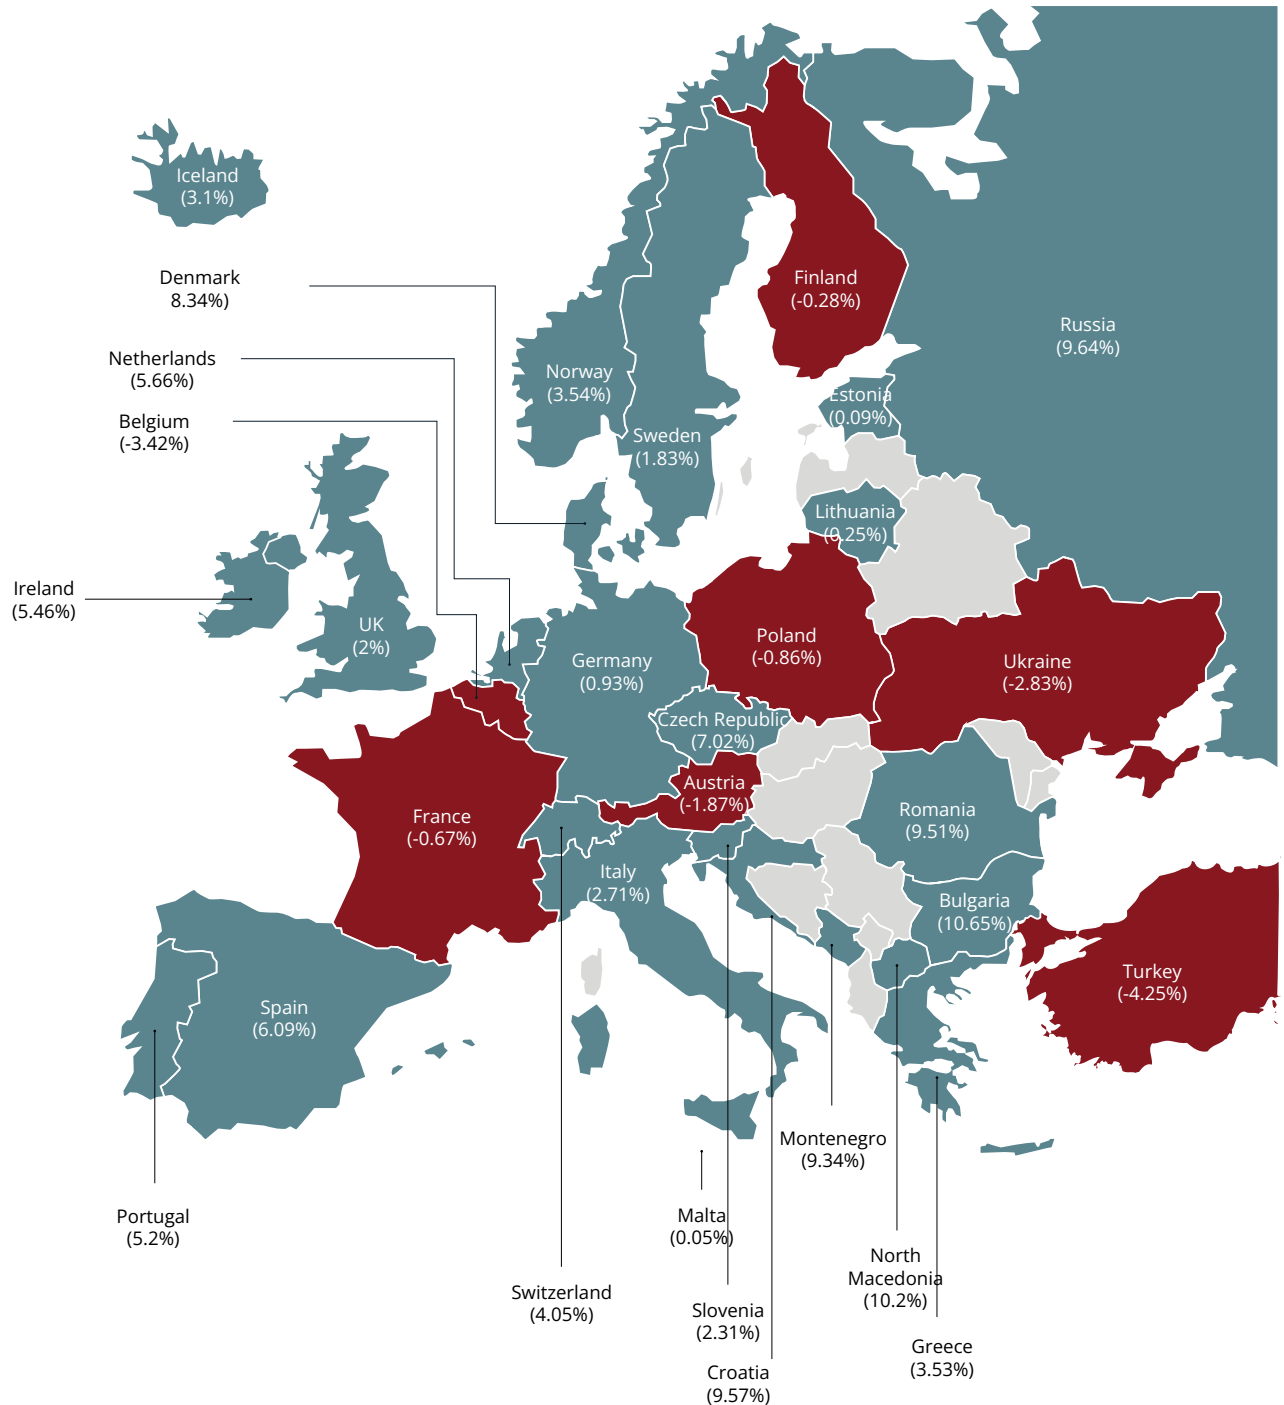 Iceland
(3.1%)
Denmark
8.34%)
Finland
(-0.28%)
Russia
(9.64%)
Netherlands
(5.66%)
Norway
(3.54%)
Estonia
(0.09%)
Belgium
(-3.42%)
Sweden
(1.83%)
Lithuania
(0.25%)
Ireland
(5.46%)
UK
(2%)
Germany
(0.93%)
Poland
(-0.86%)
Ukraine
(-2.83%)
Czech Republic
(7.02%)
Austria
(-1.87%)
France
(-0.67%)
Romania
(9.51%)
Italy
(2.71%)
Bulgaria
(10.65%)
Turkey
(-4.25%)
Spain
(6.09%)
Montenegro
(9.34%)
Portugal
(5.2%)
Malta
(0.05%)
North
Macedonia
(10.2%)
Switzerland
(4.05%)
Slovenia
(2.31%)
Greece
(3.53%)
Croatia
(9.57%)